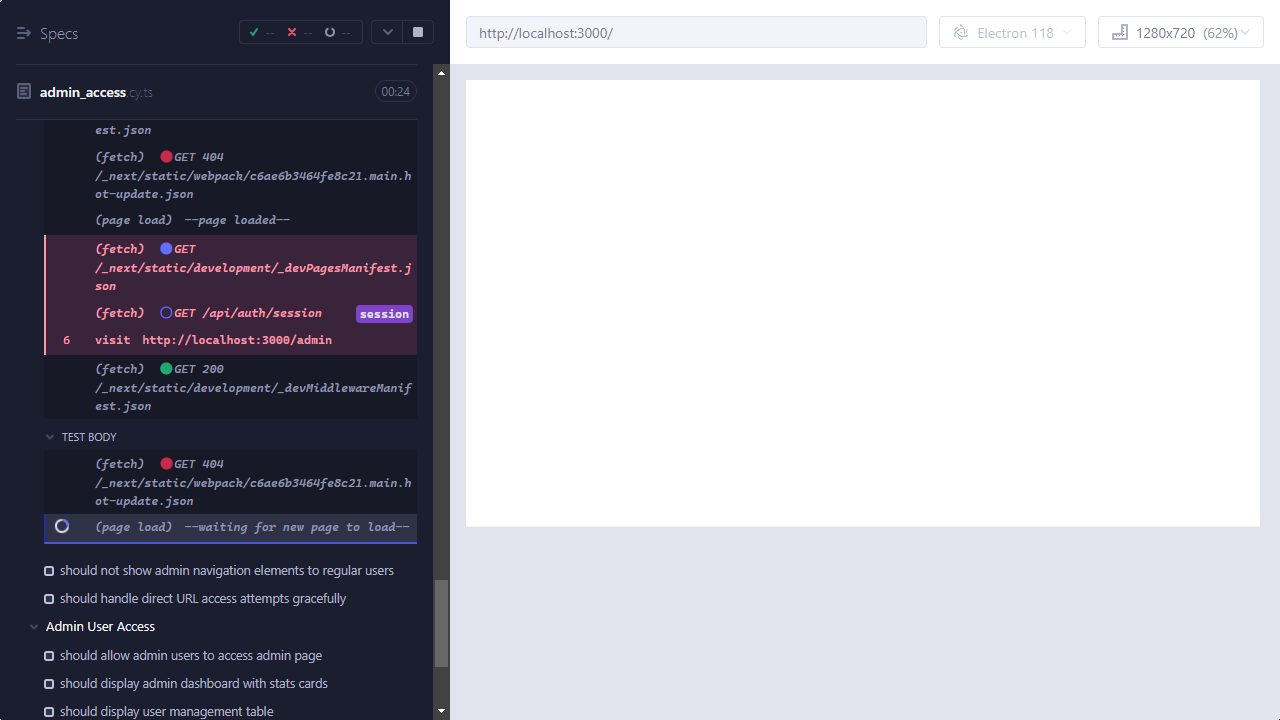 Specs
-- -- --
http://localhost:3000/
Electron 118
1280x720 (62%)
admin_access.cy.ts
00:24
est.json
(fetch) GET 404
/_next/static/webpack/c6ae6b3464fe8c21.main.h
ot-update.json
(page load) --page loaded--
(fetch) GET
/_next/static/development/_devPagesManifest.j
son
(fetch) GET /api/auth/session session
6 visit http://localhost:3000/admin
(fetch) GET 200
/_next/static/development/_devMiddlewareManif
est.json
TEST BODY
(fetch) GET 404
/_next/static/webpack/c6ae6b3464fe8c21.main.h
ot-update.json
(page load) --waiting for new page to load--
should not show admin navigation elements to regular users
should handle direct URL access attempts gracefully
Admin User Access
should allow admin users to access admin page
should display admin dashboard with stats cards
should display user management table